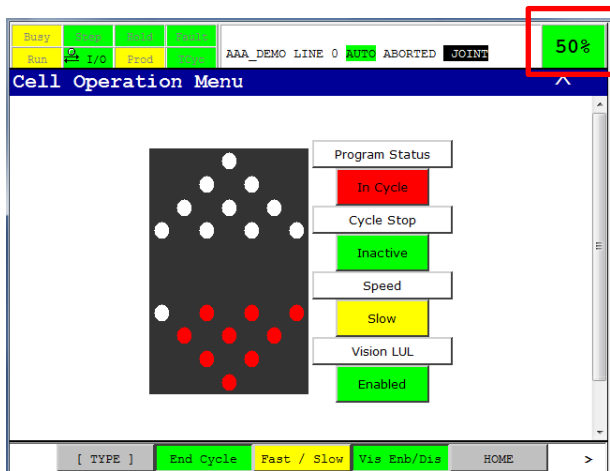 Busy Step Hold Fault
Run I/O Prod TCyc
AAA_DEMO LINE 0 AUTO ABORTED JOINT
50%
Cell Operation Menu
Program Status
In Cycle
Cycle Stop
Inactive
Speed
Slow
Vision LUL
Enabled
[ TYPE ] End Cycle Fast / Slow Vis Enb/Dis HOME >